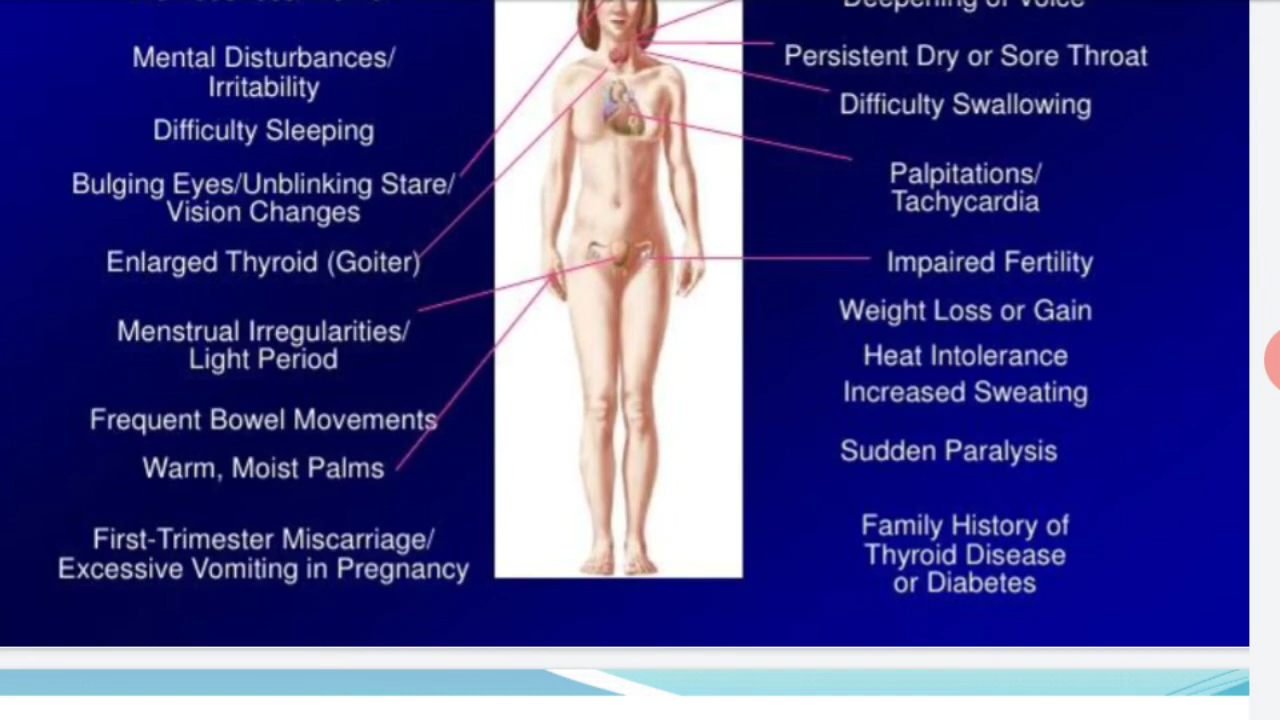 Deepening of Voice
Mental Disturbances/
Irritability
Difficulty Sleeping
Bulging Eyes/Unblinking Stare/
Vision Changes
Enlarged Thyroid (Goiter)
Menstrual Irregularities/
Light Period
Frequent Bowel Movements
Warm, Moist Palms
First-Trimester Miscarriage/
Excessive Vomiting in Pregnancy
Persistent Dry or Sore Throat
Difficulty Swallowing
Palpitations/
Tachycardia
Impaired Fertility
Weight Loss or Gain
Heat Intolerance
Increased Sweating
Sudden Paralysis
Family History of
Thyroid Disease
or Diabetes